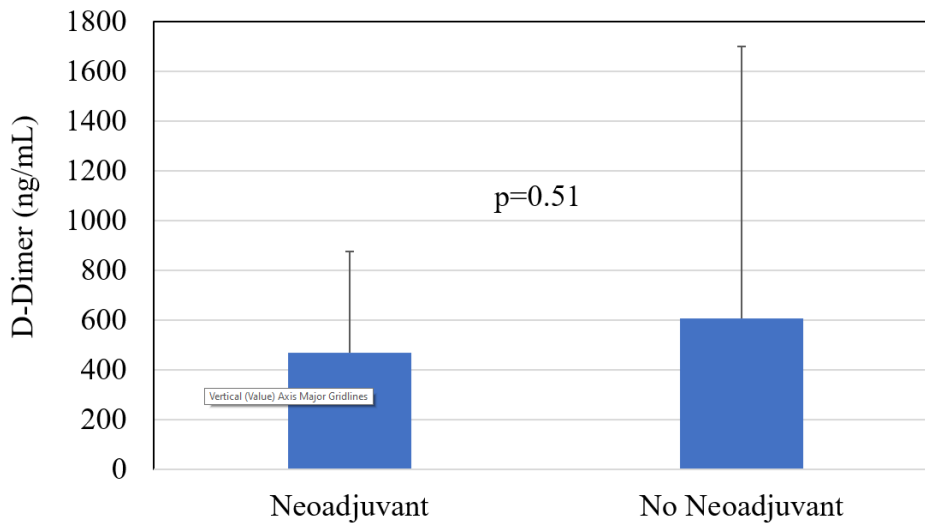 D-Dimer (ng/mL)
1800
1600
1400
1200
1000
800
600
400
200
0
p=0.51
Vertical (Value) Axis Major Gridlines
Neoadjuvant
No Neoadjuvant